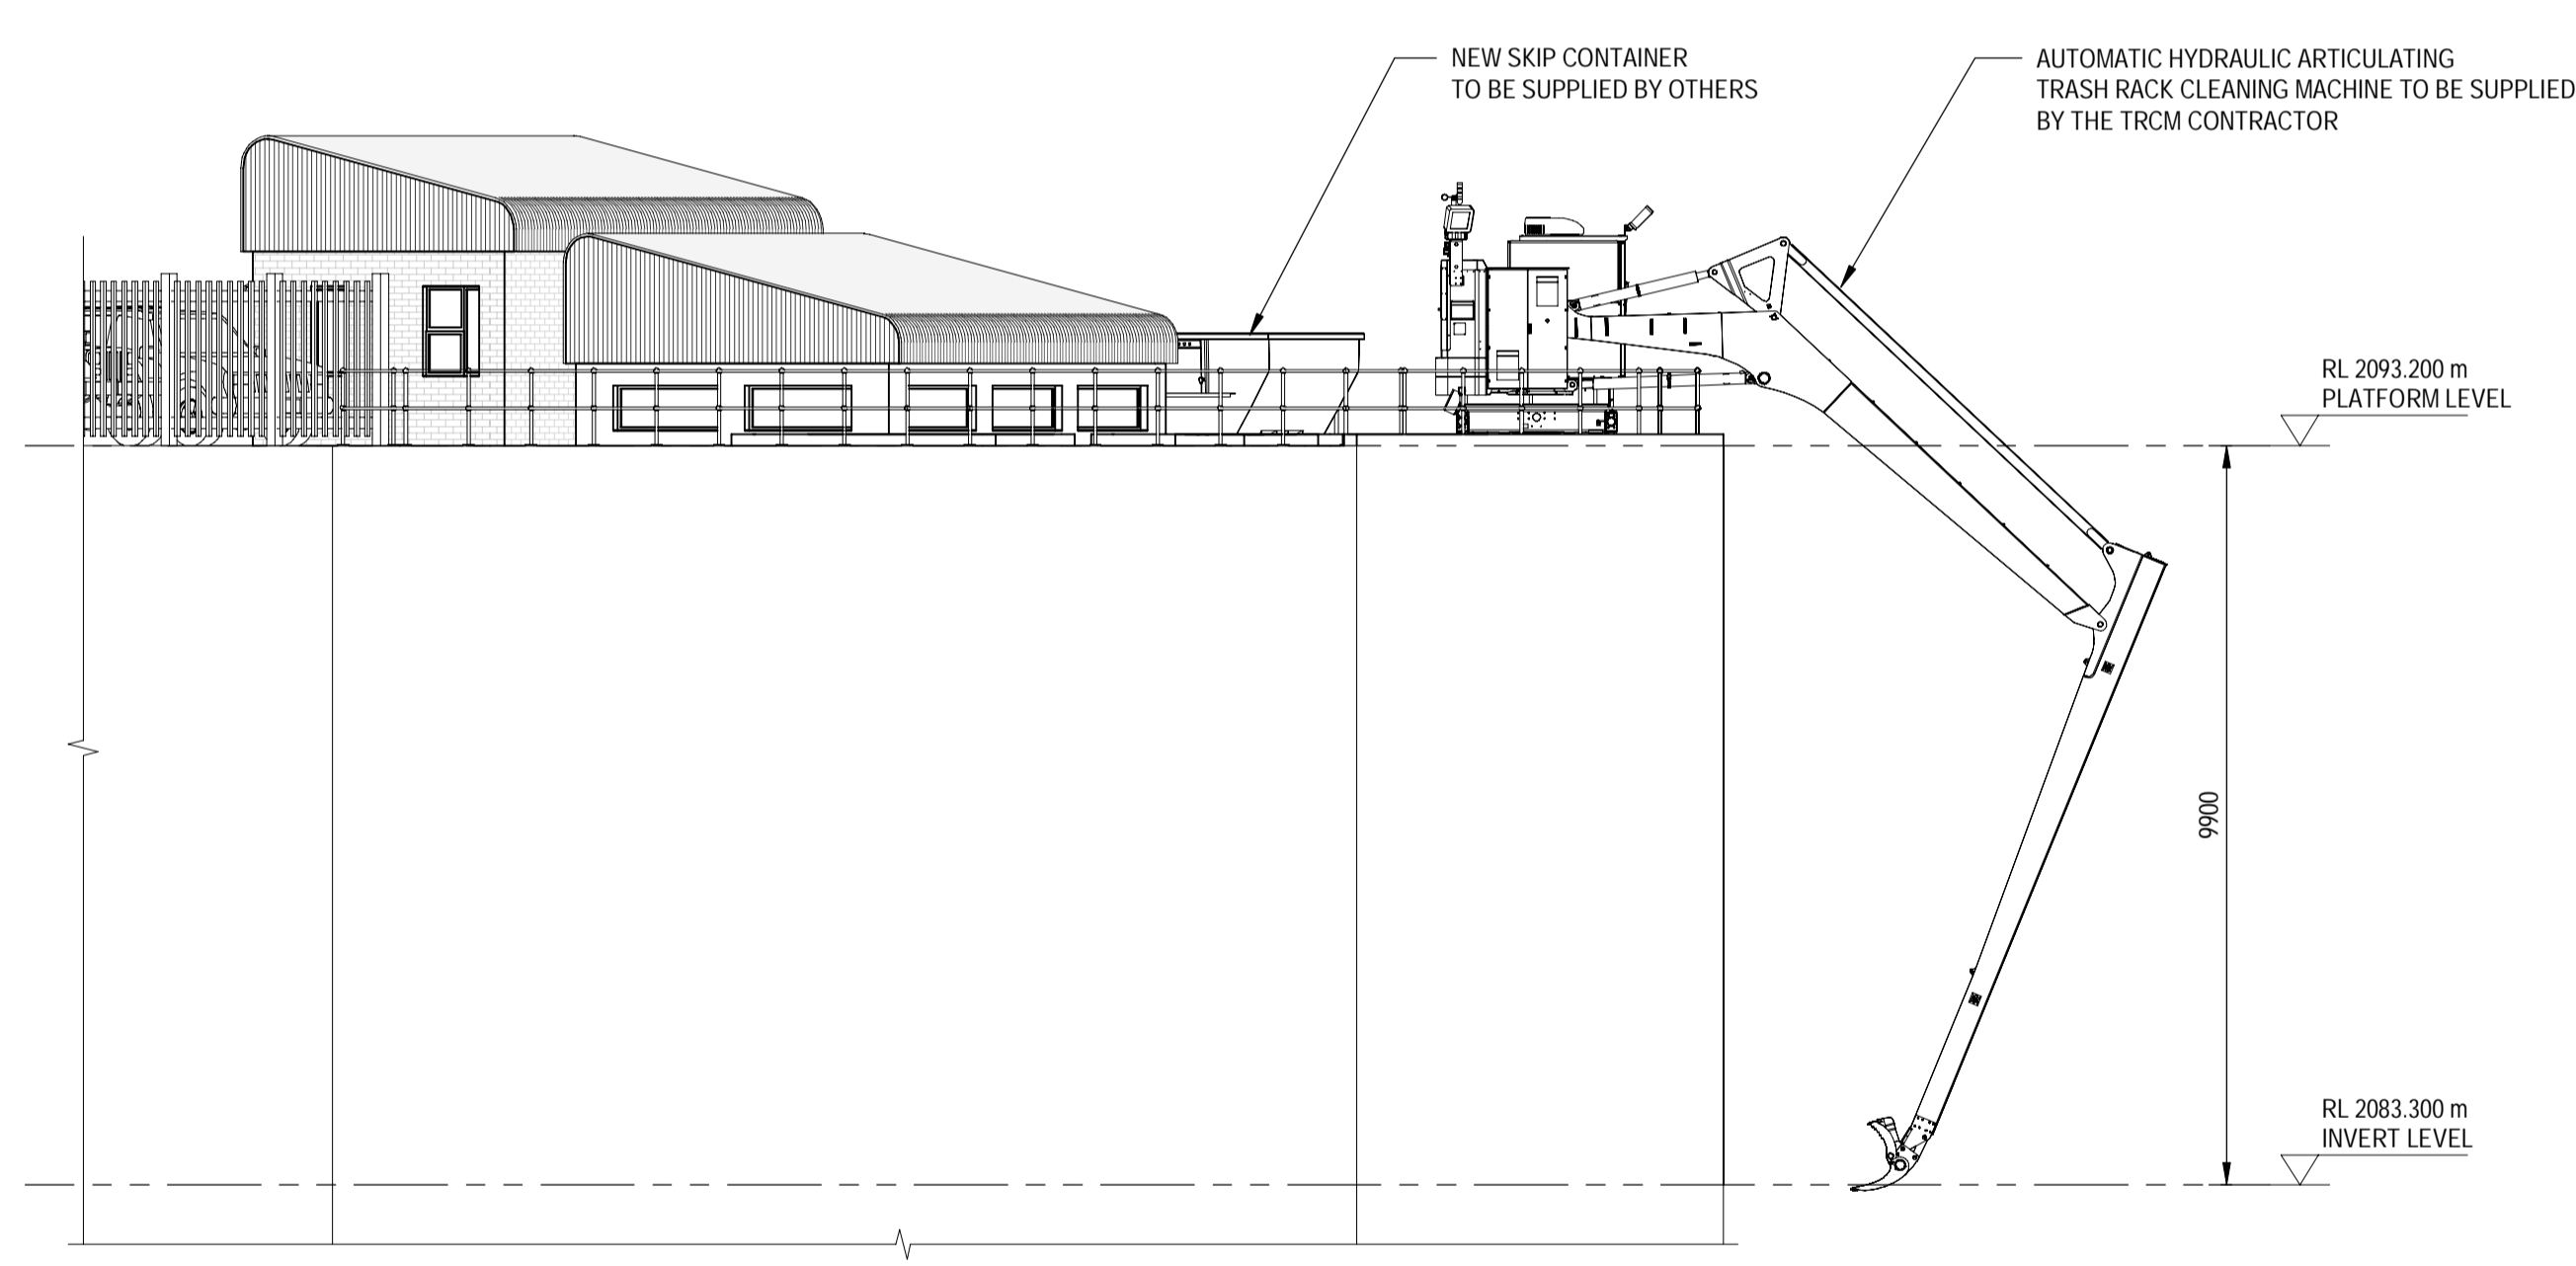 NEW SKIP CONTAINER
TO BE SUPPLIED BY OTHERS
AUTOMATIC HYDRAULIC ARTICULATING
TRASH RACK CLEANING MACHINE TO BE SUPPLIED
BY THE TRCM CONTRACTOR
RL 2093.200 m
PLATFORM LEVEL
9900
RL 2083.300 m
INVERT LEVEL